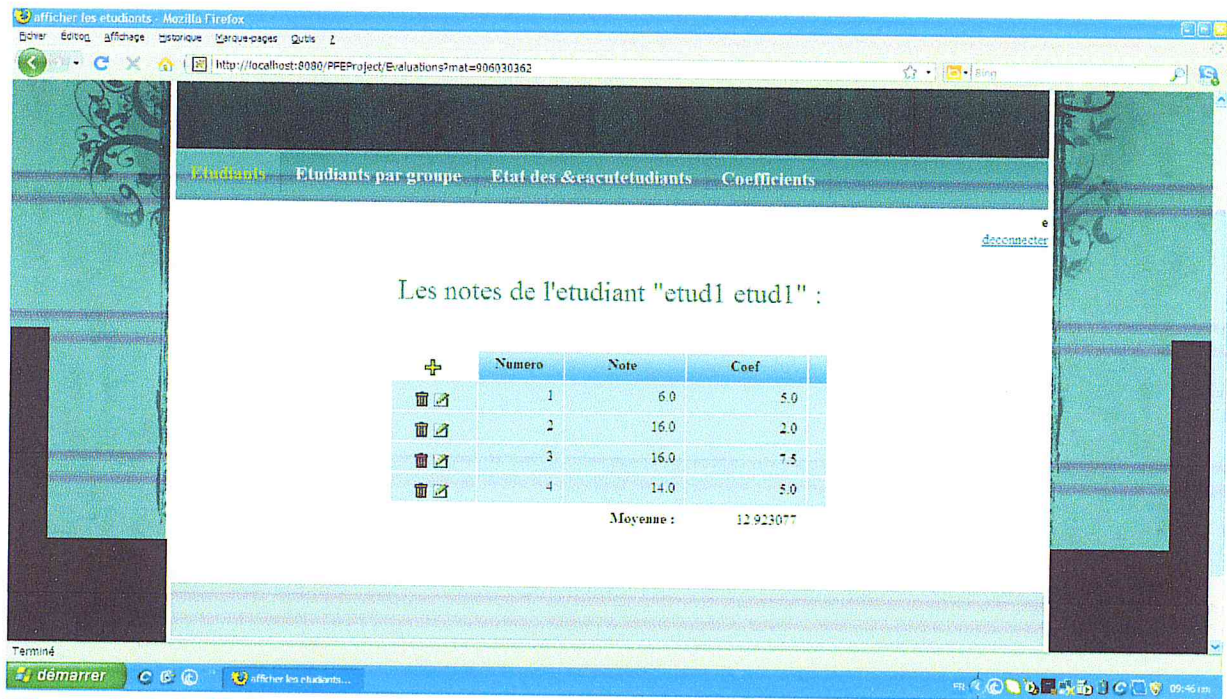 afficher les etudiants - Mozilla Firefox
Fichier Édition Affichage Historique Marque-pages Outils ?
http://localhost:8080/PFEProject/Evaluations?mat=906030362
Bing
Etudiants Etudiants par groupe Etat des &eacutetudiants Coefficients
e
deconnecter
Les notes de l'etudiant "etud1 etud1" :
Numero Note Coef
1 6.0 5.0
2 16.0 2.0
3 16.0 7.5
4 14.0 5.0
Moyenne : 12.923077
Terminé
démarrer
afficher les etudiants...
FR
09:46